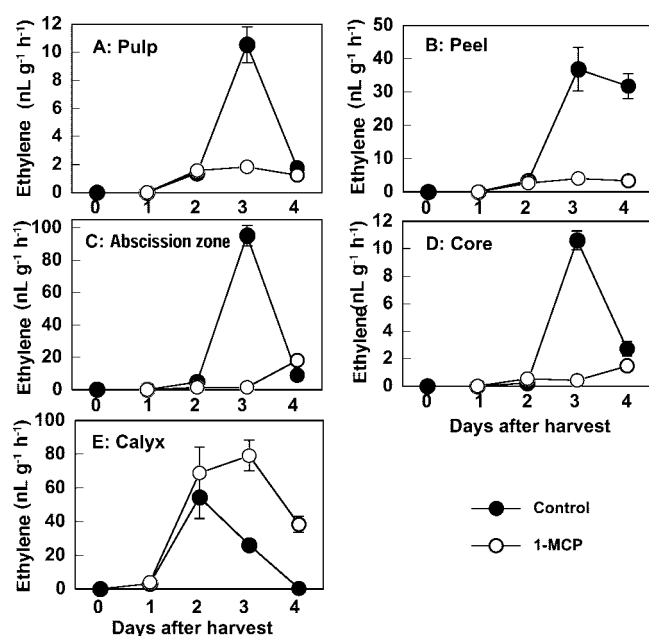 A: Pulp
Ethylene (nL g-1 h-1)
12
10
8
6
4
2
0
0 1 2 3 4
B: Peel
Ethylene (nL g-1 h-1)
50
40
30
20
10
0
0 1 2 3 4
C: Abscission zone
Ethylene (nL g-1 h-1)
100
80
60
40
20
0
0 1 2 3 4
D: Core
Ethylene (nL g-1 h-1)
12
10
8
6
4
2
0
0 1 2 3 4
Days after harvest
E: Calyx
Ethylene (nL g-1 h-1)
100
80
60
40
20
0
0 1 2 3 4
Days after harvest
Control
1-MCP